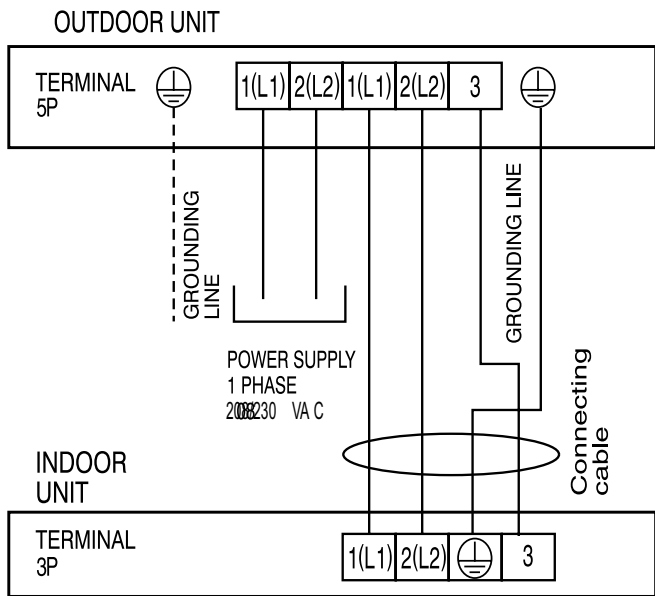 OUTDOOR UNIT
TERMINAL
5P
1(L1) 2(L2) 1(L1) 2(L2) 3
GROUNDING
LINE
GROUNDING LINE
POWER SUPPLY
1 PHASE
VA C
Connecting
cable
INDOOR
UNIT
TERMINAL
3P
1(L1) 2(L2) 3